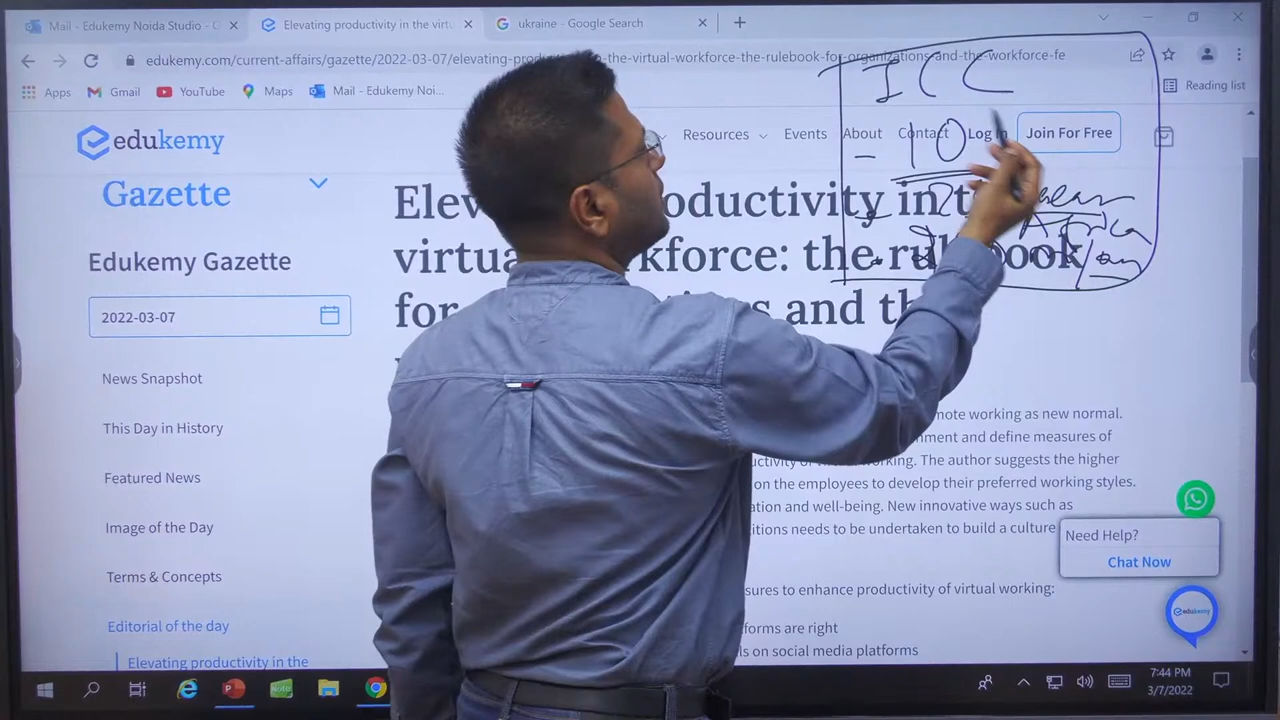 Mail - Edukemy Noida Studio - O
Elevating productivity in the virtu
ukraine - Google Search
edukemy.com/current-affairs/gazette/2022-03-07/elevating-pro the-virtual-workforce-the-rulebook-for-organizations-and-the-workforce-fe
Apps Gmail YouTube Maps Mail - Edukemy Noi... Reading list
ICC
edukemy Resources Events About Contact Log In Join For Free
- 10
Gazette
Africa
Elev oductivity in t
virtua kforce: the rulebook
for s and th
Edukemy Gazette
2022-03-07
News Snapshot
This Day in History
Featured News
Image of the Day
Terms & Concepts
Editorial of the day
Elevating productivity in the
mote working as new normal.
nment and define measures of
uctivity of virtual working. The author suggests the higher
on the employees to develop their preferred working styles.
ation and well-being. New innovative ways such as
titions needs to be undertaken to build a culture
sures to enhance productivity of virtual working:
forms are right
ls on social media platforms
Need Help?
Chat Now
edukemy
7:44 PM
3/7/2022